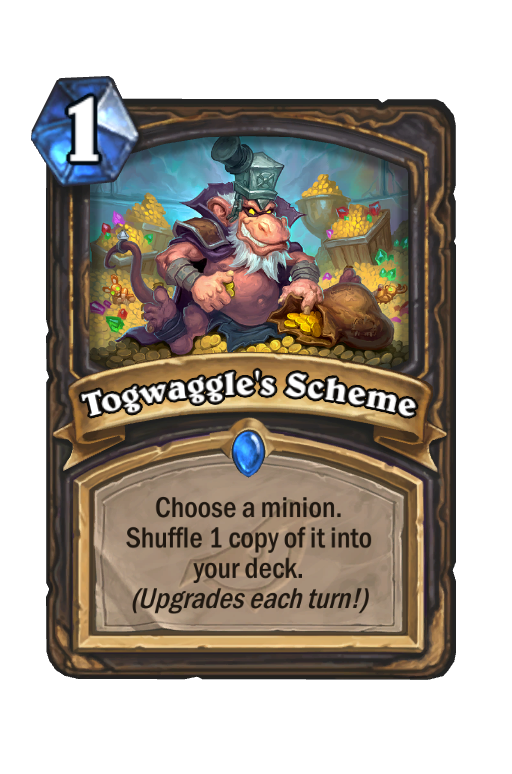 1
Togwaggle's Scheme
Choose a minion.
Shuffle 1 copy of it into
your deck.
(Upgrades each turn!)